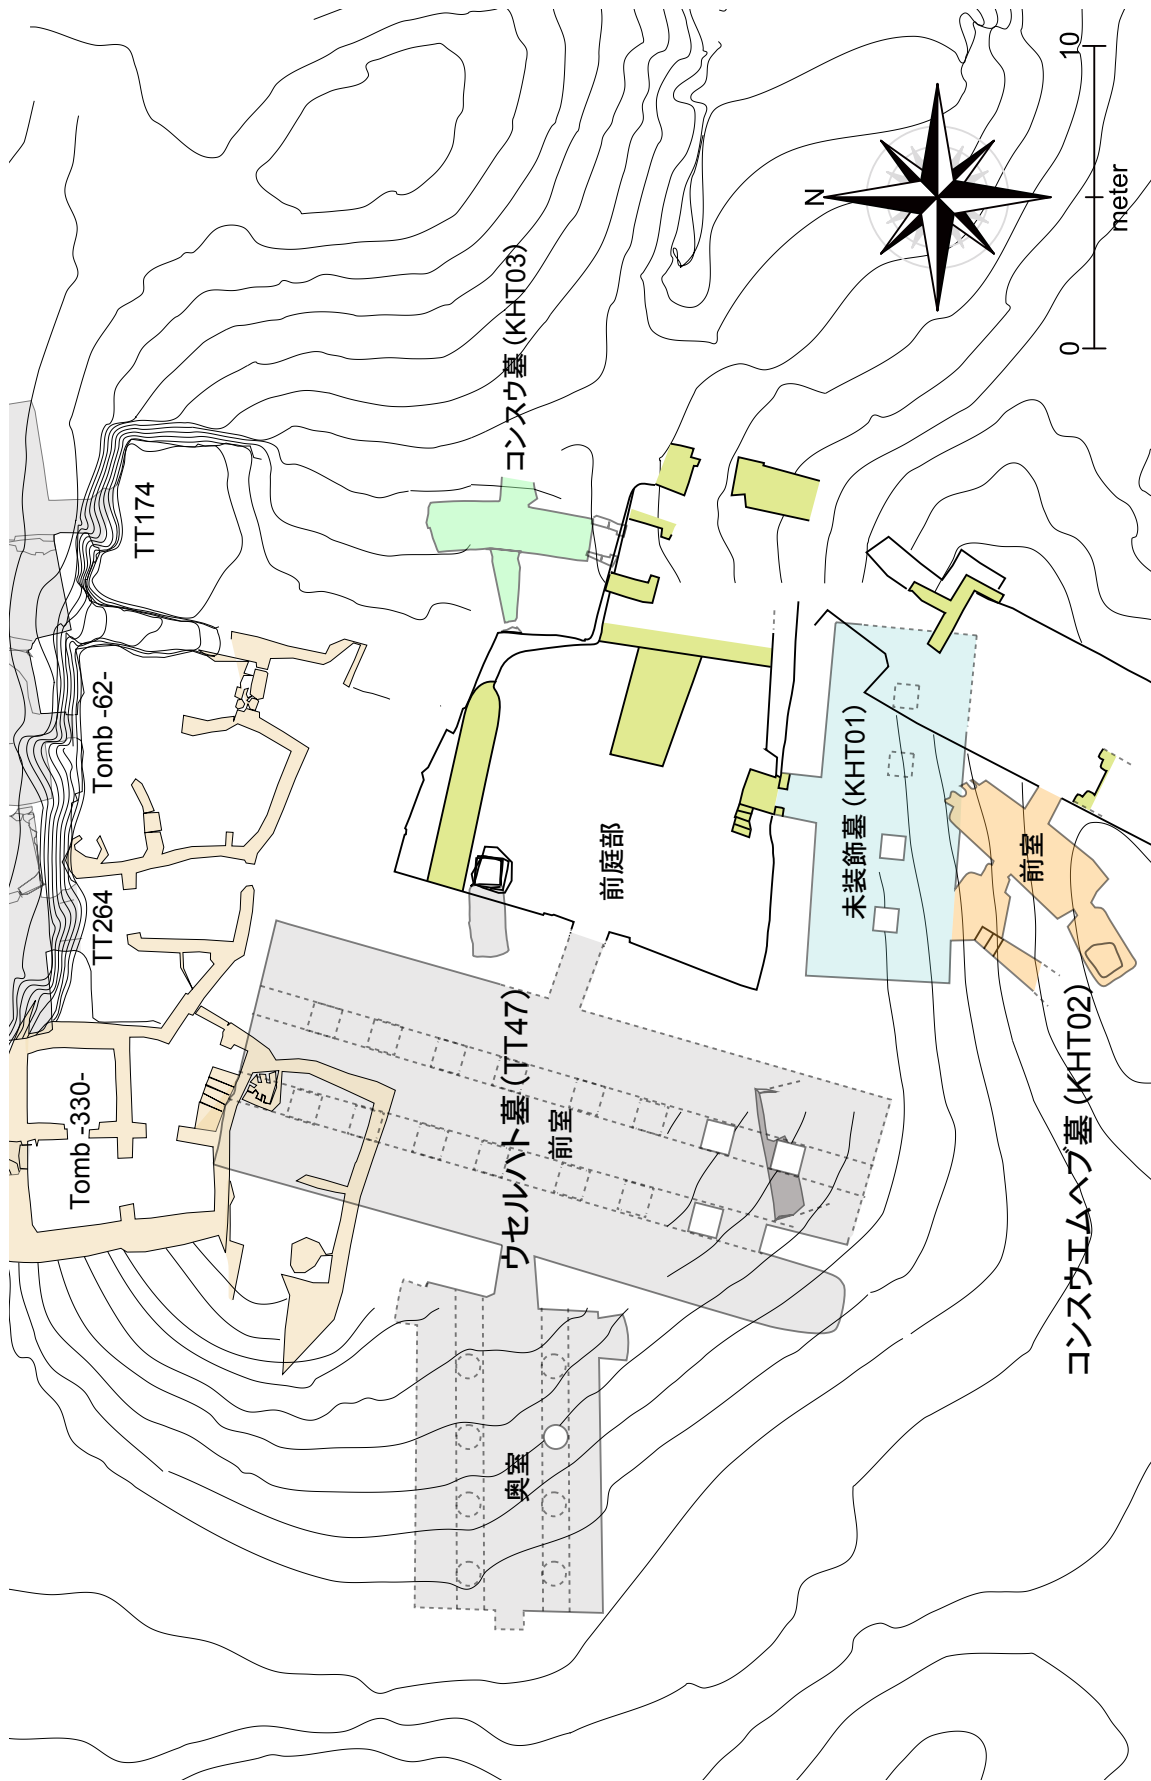 TT174
Tomb -62-
TT264
Tomb -330-
コンスウ墓（KHT03）
前庭部
ウセルハト墓（TT47）
前室
奥室
未装飾墓（KHT01）
前室
コンスウエムヘブ墓（KHT02）
N
0
10
meter